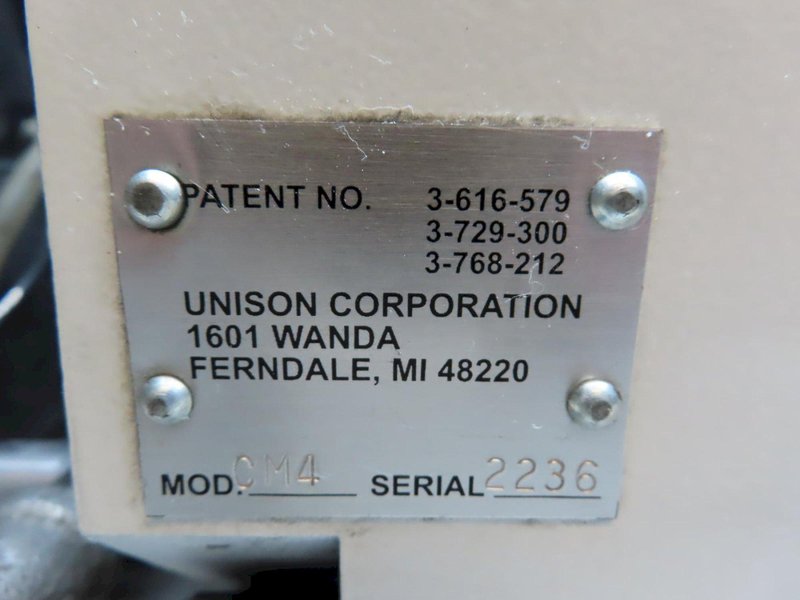 PATENT NO. 3-616-579
3-729-300
3-768-212
UNISON CORPORATION
1601 WANDA
FERNDALE, MI 48220
MOD. CM4 SERIAL 2236